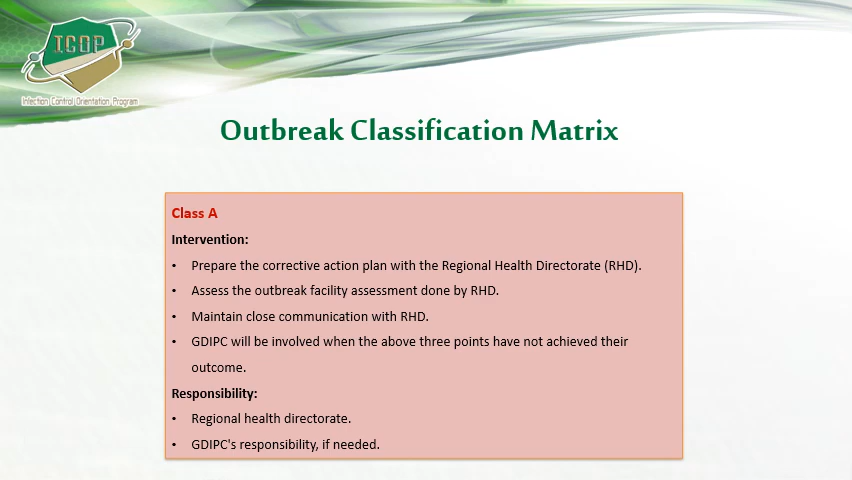 ICOP
Infection Control Orientation Program
Outbreak Classification Matrix
Class A
Intervention:
• Prepare the corrective action plan with the Regional Health Directorate (RHD).
• Assess the outbreak facility assessment done by RHD.
• Maintain close communication with RHD.
• GDIPC will be involved when the above three points have not achieved their
outcome.
Responsibility:
• Regional health directorate.
• GDIPC's responsibility, if needed.